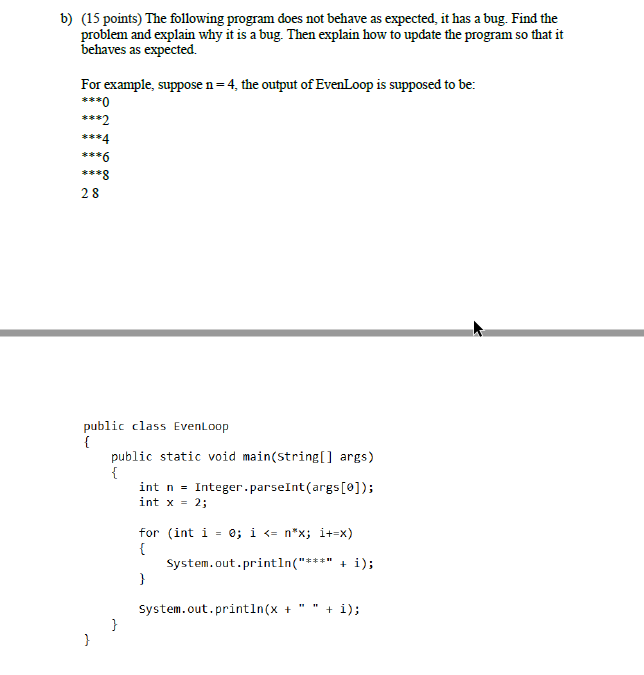 b) (15 points) The following program does not behave as expected, it has a bug. Find the
problem and explain why it is a bug. Then explain how to update the program so that it
behaves as expected.
For example, suppose n = 4, the output of EvenLoop is supposed to be:
***0
***2
***4
***6
***8
2 8
public class EvenLoop
{
public static void main(String[] args)
{
int n = Integer.parseInt(args[0]);
int x = 2;
for (int i = 0; i <= n*x; i+=x)
{
System.out.println("***" + i);
}
System.out.println(x + " " + i);
}
}